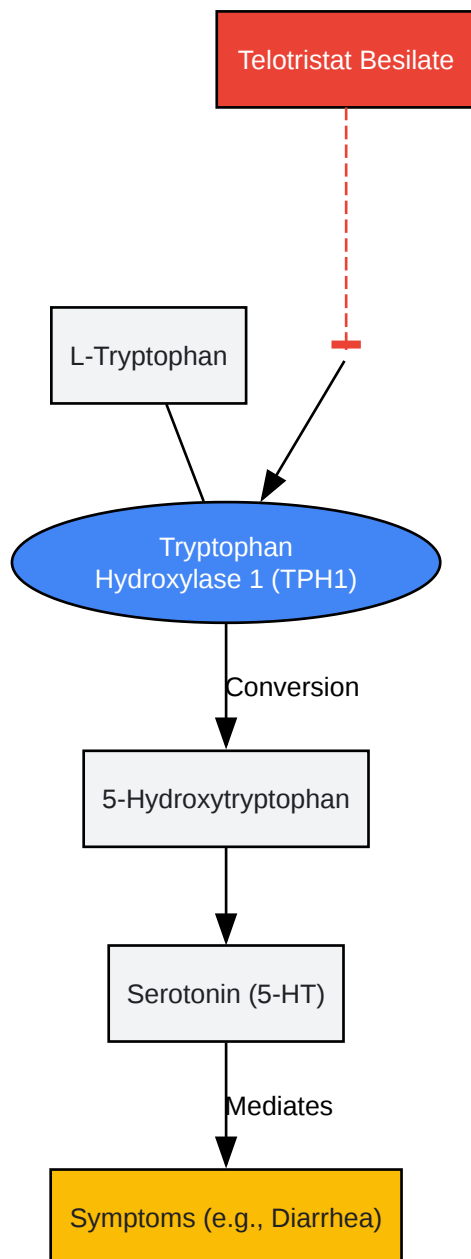 Telotristat Besilate
L-Tryptophan
Tryptophan
Hydroxylase 1 (TPH1)
Conversion
5-Hydroxytryptophan
Serotonin (5-HT)
Mediates
Symptoms (e.g., Diarrhea)